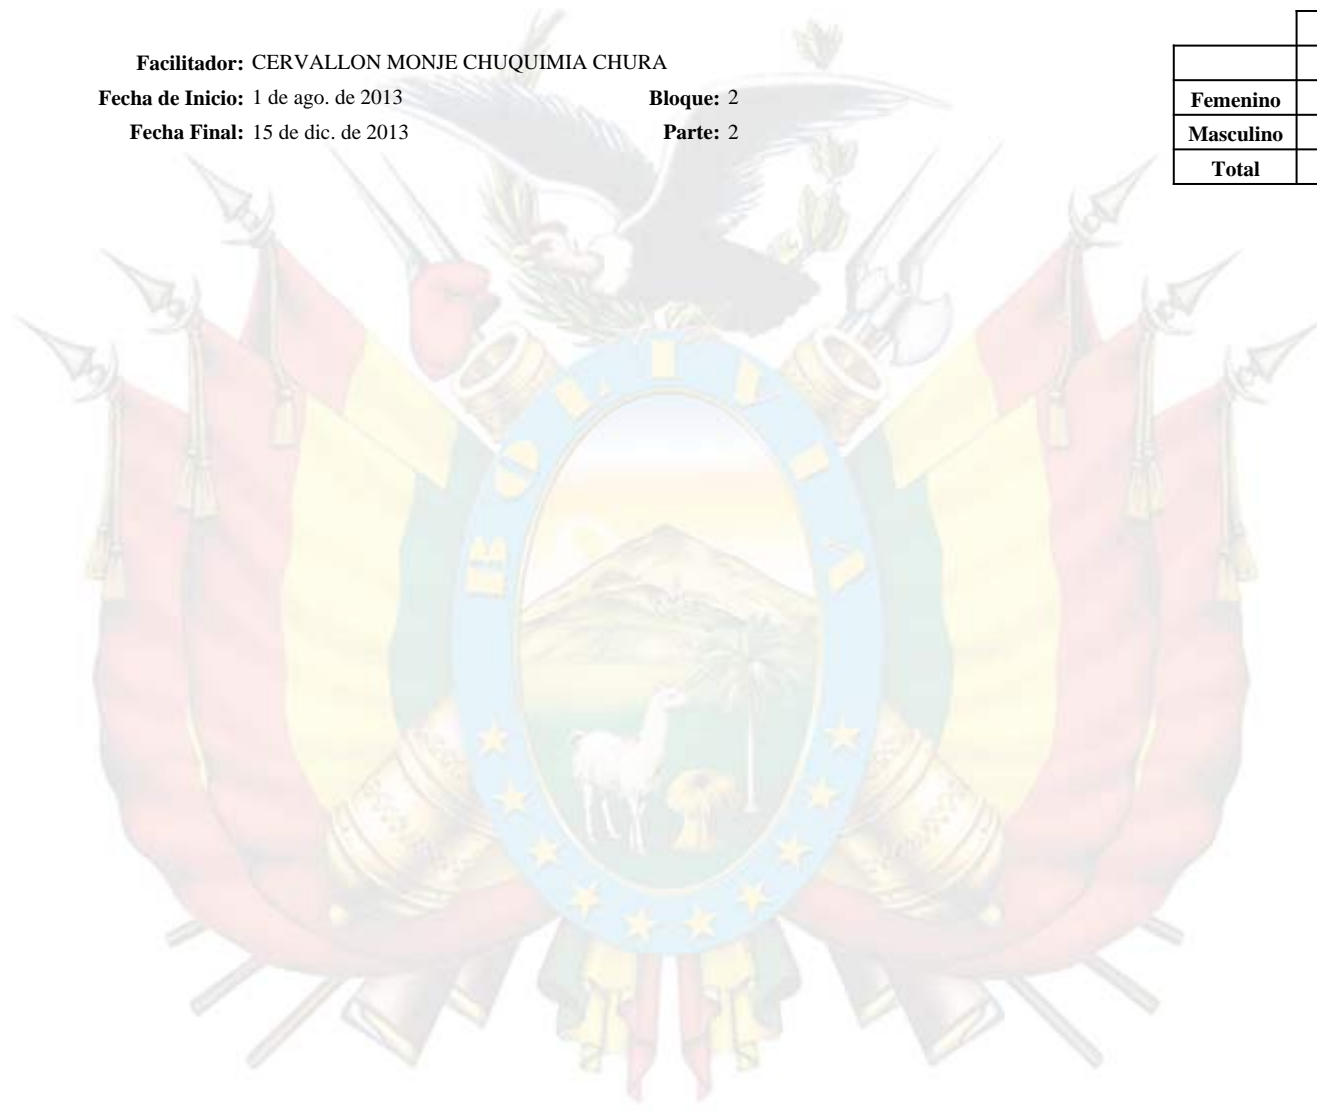 Facilitador: CERVALLON MONJE CHUQUIMIA CHURA
Fecha de Inicio: 1 de ago. de 2013 Bloque: 2
Fecha Final: 15 de dic. de 2013 Parte: 2
Femenino
Masculino
Total
BOLIVIA